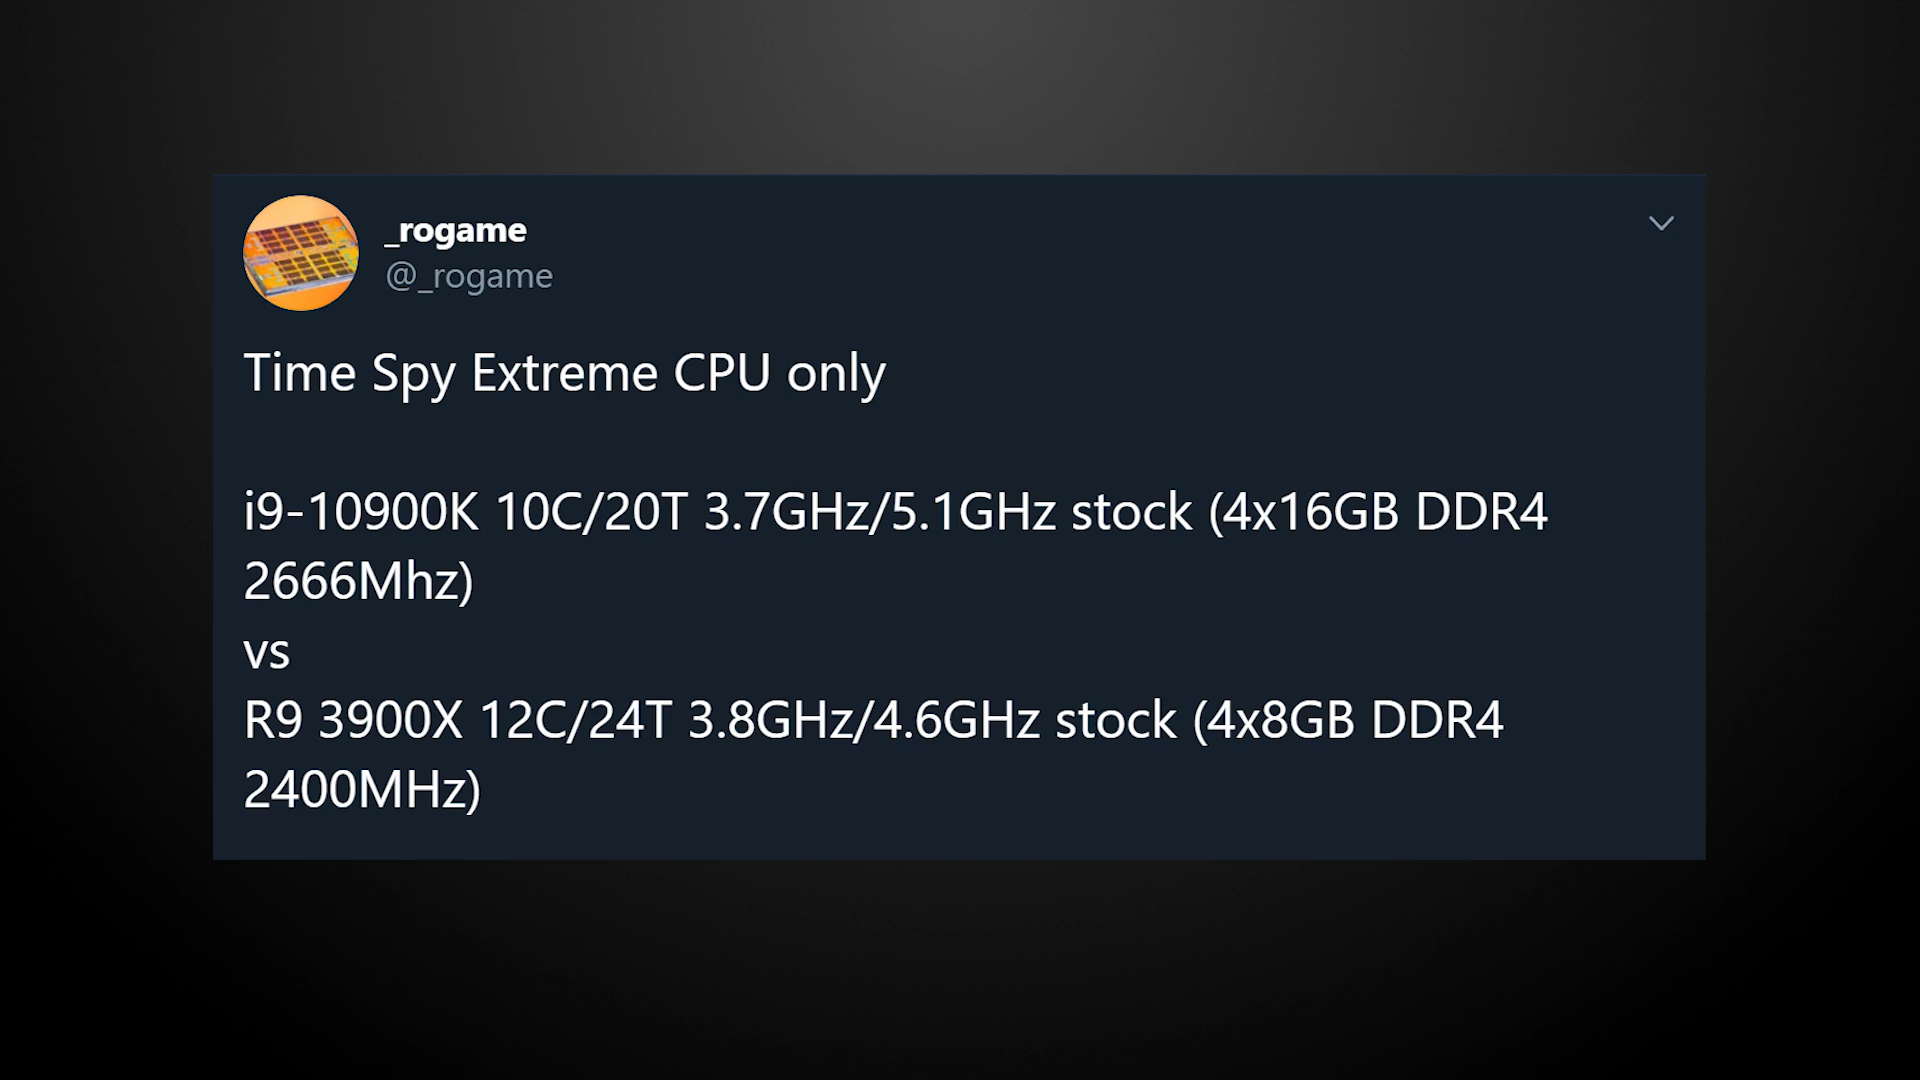 _rogame
@_rogame
Time Spy Extreme CPU only
i9-10900K 10C/20T 3.7GHz/5.1GHz stock (4x16GB DDR4
2666Mhz)
vs
R9 3900X 12C/24T 3.8GHz/4.6GHz stock (4x8GB DDR4
2400MHz)